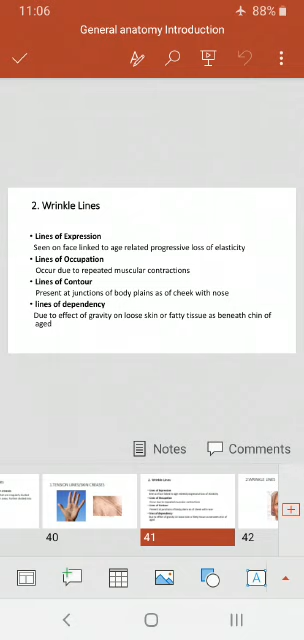 11:06
88%
General anatomy Introduction
2. Wrinkle Lines
• Lines of Expression
Seen on face linked to age related progressive loss of elasticity
• Lines of Occupation
Occur due to repeated muscular contractions
• Lines of Contour
Present at junctions of body plains as of cheek with nose
• lines of dependency
Due to effect of gravity on loose skin or fatty tissue as beneath chin of
aged
Notes
Comments
40
41
42